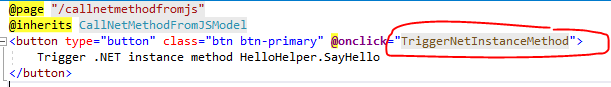 @page "/callnetmethodfromjs"
@inherits CallNetMethodFromJSModel
<button type="button" class="btn btn-primary" @onclick="TriggerNetInstanceMethod">
    Trigger .NET instance method HelloHelper.SayHello
</button>